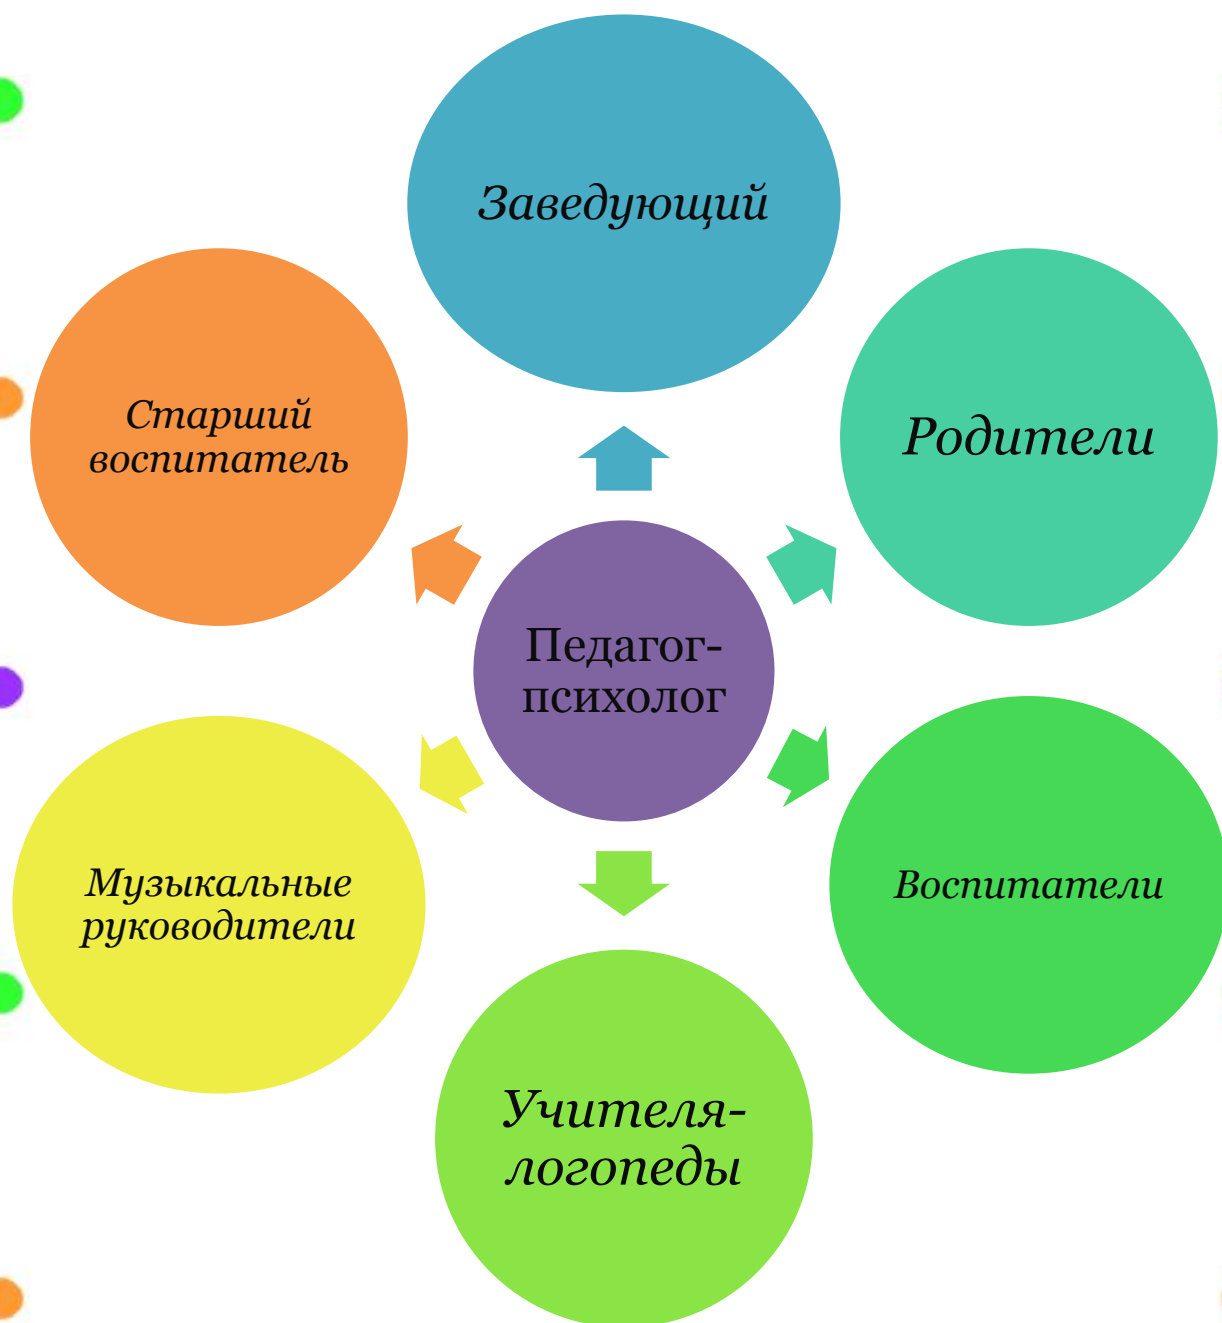 Заведующий
Старший
воспитатель
Родители
Педагог-
психолог
Музыкальные
руководители
Воспитатели
Учителя-
логопеды